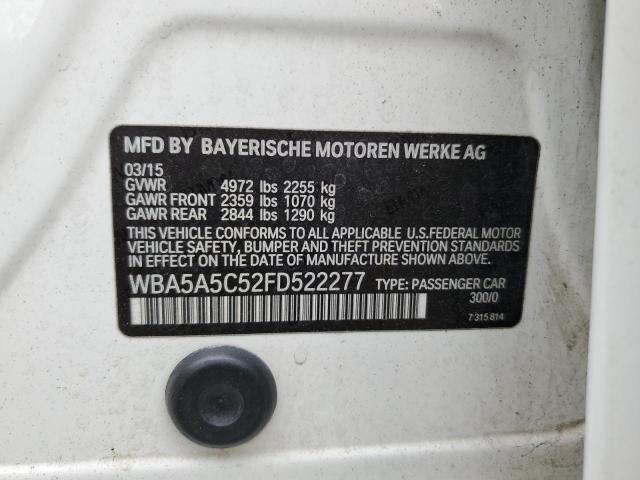 MFD BY BAYERISCHE MOTOREN WERKE AG
03/15
GVWR 4972 lbs 2255 kg
GAWR FRONT 2359 lbs 1070 kg
GAWR REAR 2844 lbs 1290 kg
THIS VEHICLE CONFORMS TO ALL APPLICABLE U.S.FEDERAL MOTOR
VEHICLE SAFETY, BUMPER AND THEFT PREVENTION STANDARDS
IN EFFECT ON THE DATE OF MANUFACTURE SHOWN ABOVE.
WBA5A5C52FD522277 TYPE: PASSENGER CAR
300/0
7 315 814